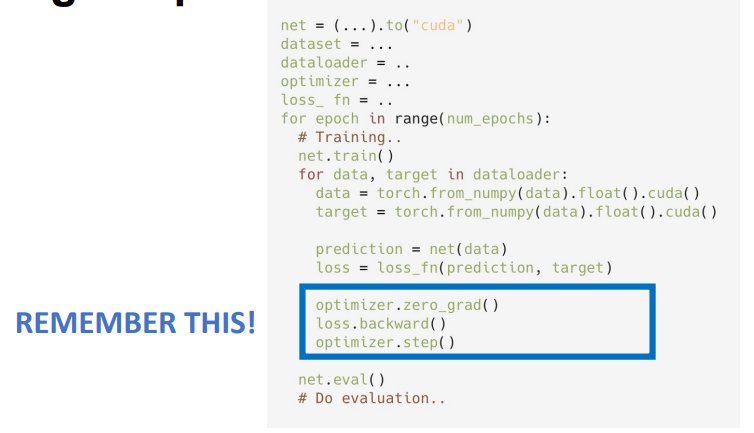 net = (...).to("cuda")
dataset = ...
dataloader = ..
optimizer = ...
loss_ fn = ..
for epoch in range(num_epochs):
# Training..
net.train()
for data, target in dataloader:
data = torch.from_numpy(data).float().cuda()
target = torch.from_numpy(data).float().cuda()
prediction = net(data)
loss = loss_fn(prediction, target)
REMEMBER THIS!
optimizer.zero_grad()
loss.backward()
optimizer.step()
net.eval()
# Do evaluation..